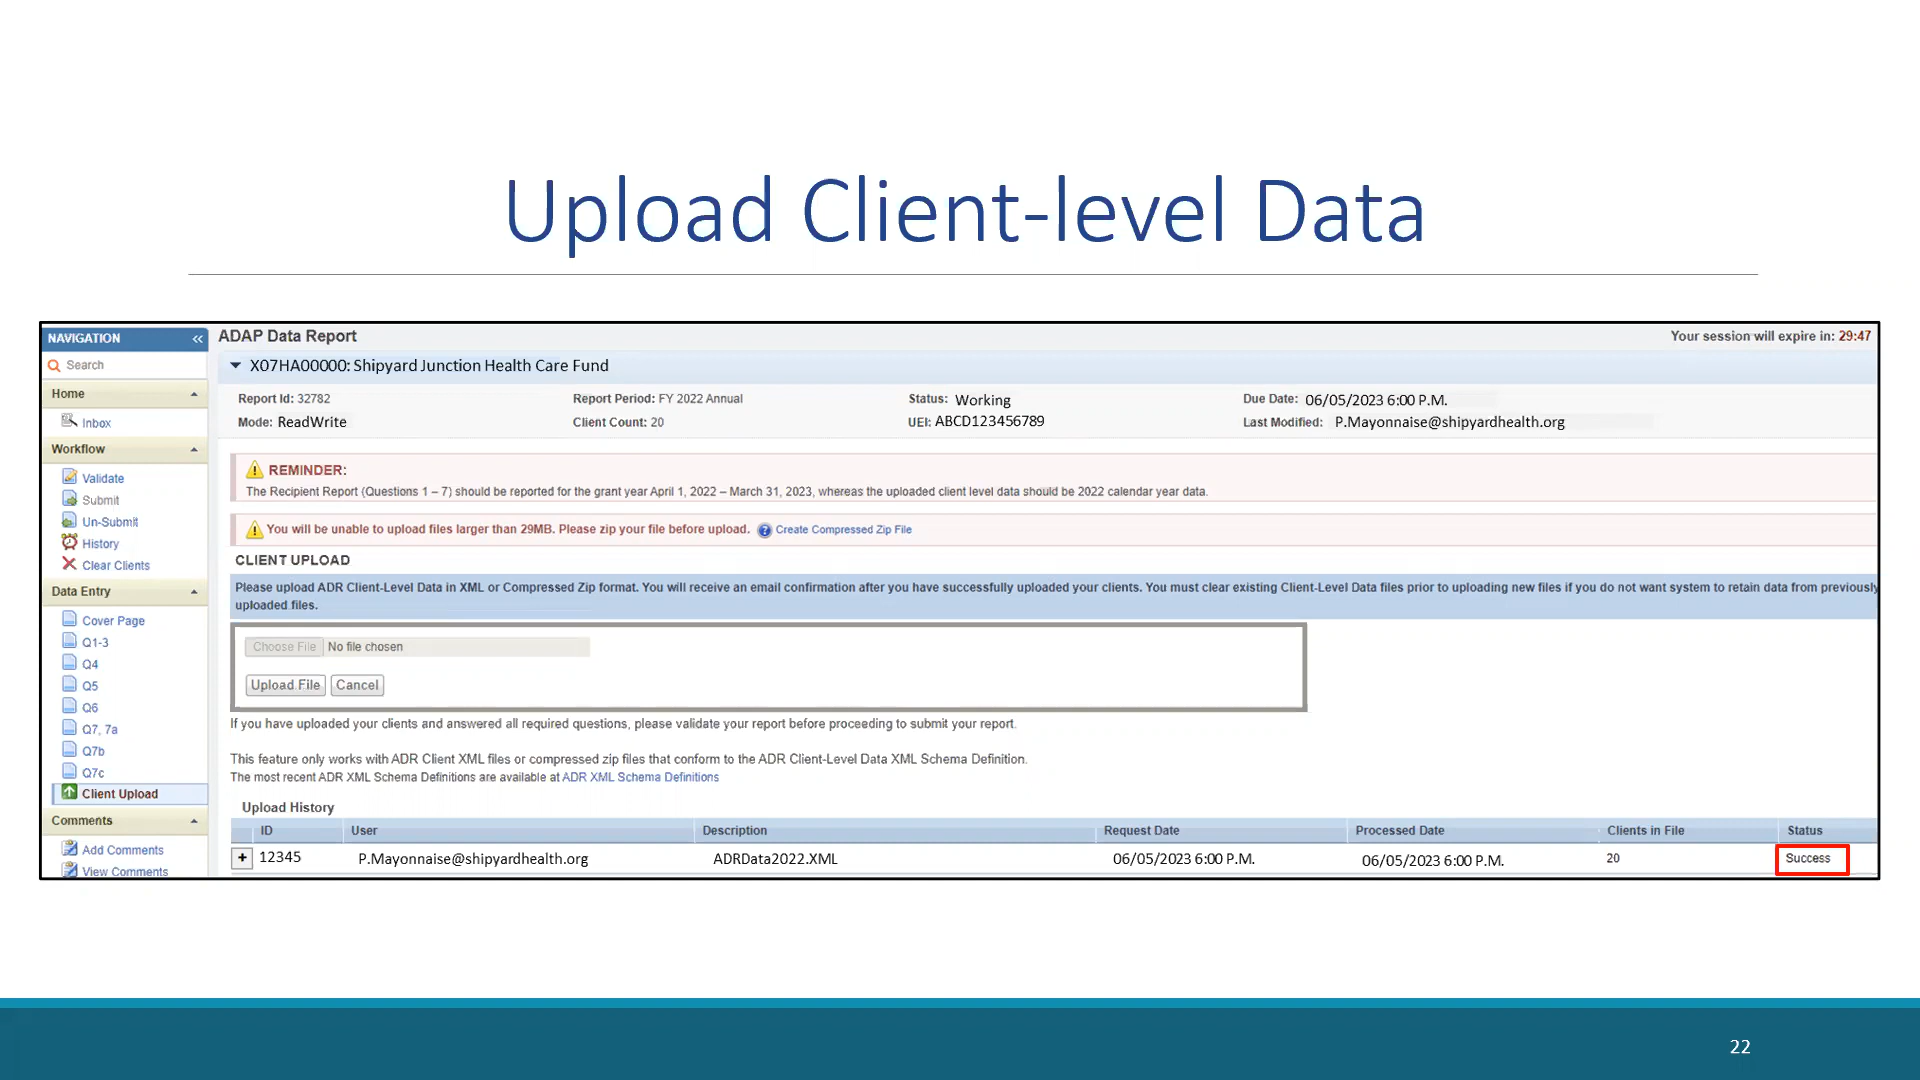 Upload Client-level Data
NAVIGATION
«
Search
Home
Inbox
Workflow
Validate
Submit
Un-Submit
History
Clear Clients
Data Entry
Cover Page
Q1-3
Q4
Q5
Q6
Q7, 7a
Q7b
Q7c
Client Upload
Comments
Add Comments
View Comments
ADAP Data Report
Your session will expire in: 29:47
X07HA00000: Shipyard Junction Health Care Fund
Report Id: 32782 Report Period: FY 2022 Annual Status: Working Due Date: 06/05/2023 6:00 P.M.
Mode: ReadWrite Client Count: 20 UEI: ABCD123456789 Last Modified: P.Mayonnaise@shipyardhealth.org
REMINDER:
The Recipient Report (Questions 1 – 7) should be reported for the grant year April 1, 2022 – March 31, 2023, whereas the uploaded client level data should be 2022 calendar year data.
You will be unable to upload files larger than 29MB. Please zip your file before upload. ? Create Compressed Zip File
CLIENT UPLOAD
Please upload ADR Client-Level Data in XML or Compressed Zip format. You will receive an email confirmation after you have successfully uploaded your clients. You must clear existing Client-Level Data files prior to uploading new files if you do not want system to retain data from previously
uploaded files.
Choose File No file chosen
Upload File Cancel
If you have uploaded your clients and answered all required questions, please validate your report before proceeding to submit your report.
This feature only works with ADR Client XML files or compressed zip files that conform to the ADR Client-Level Data XML Schema Definition.
The most recent ADR XML Schema Definitions are available at ADR XML Schema Definitions
Upload History
ID User Description Request Date Processed Date Clients in File Status
+ 12345 P.Mayonnaise@shipyardhealth.org ADRData2022.XML 06/05/2023 6:00 P.M. 06/05/2023 6:00 P.M. 20 Success
22